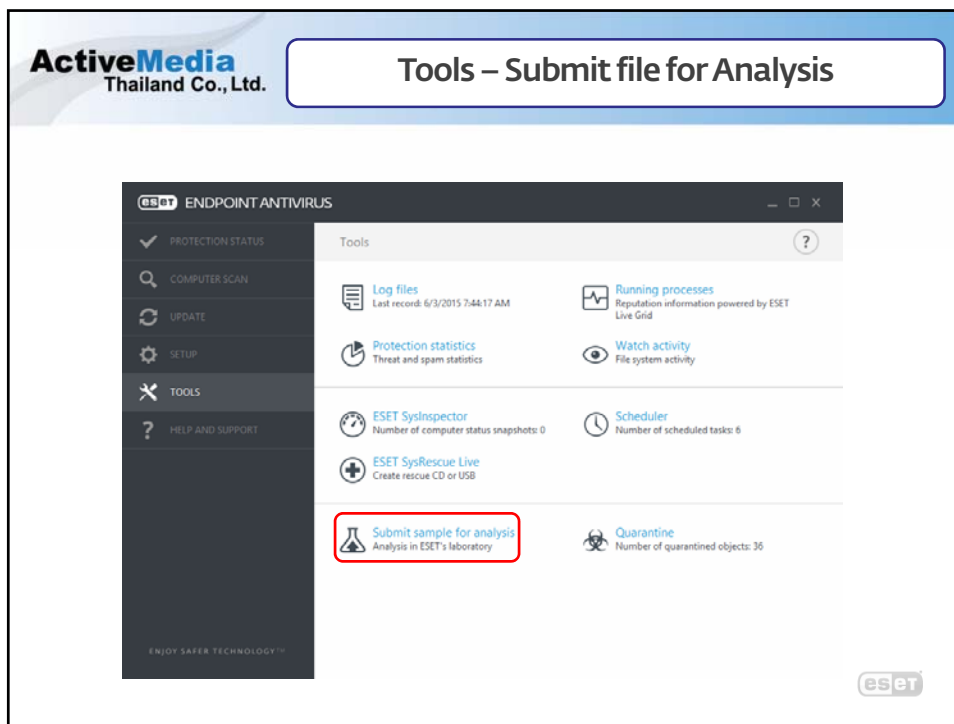 ActiveMedia
Thailand Co., Ltd.
Tools – Submit file for Analysis
eset ENDPOINT ANTIVIRUS
PROTECTION STATUS
COMPUTER SCAN
UPDATE
SETUP
TOOLS
HELP AND SUPPORT
ENJOY SAFER TECHNOLOGY™
Tools
?
Log files
Last record: 6/3/2015 7:44:17 AM
Running processes
Reputation information powered by ESET
Live Grid
Protection statistics
Threat and spam statistics
Watch activity
File system activity
ESET SysInspector
Number of computer status snapshots: 0
Scheduler
Number of scheduled tasks: 6
ESET SysRescue Live
Create rescue CD or USB
Submit sample for analysis
Analysis in ESET's laboratory
Quarantine
Number of quarantined objects: 36
eset